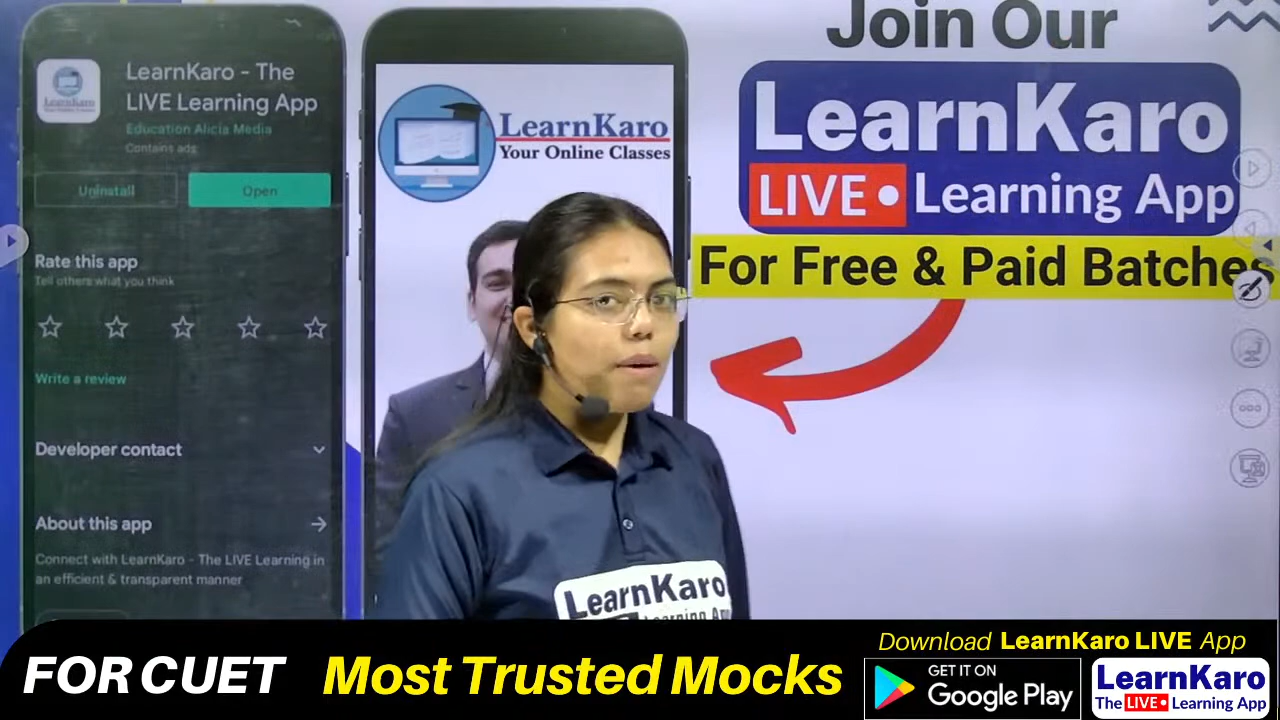 LearnKaro - The
LIVE Learning App
Education Alicia Media
Contains ads
Uninstall
Open
Rate this app
Tell others what you think
Write a review
Developer contact
About this app
Connect with LearnKaro - The LIVE Learning in
an efficient & transparent manner
LearnKaro
Your Online Classes
Join Our
LearnKaro
LIVE • Learning App
For Free & Paid Batches
LearnKaro
Learning App
FOR CUET
Most Trusted Mocks
Download LearnKaro LIVE App
GET IT ON
Google Play
LearnKaro
The LIVE • Learning App